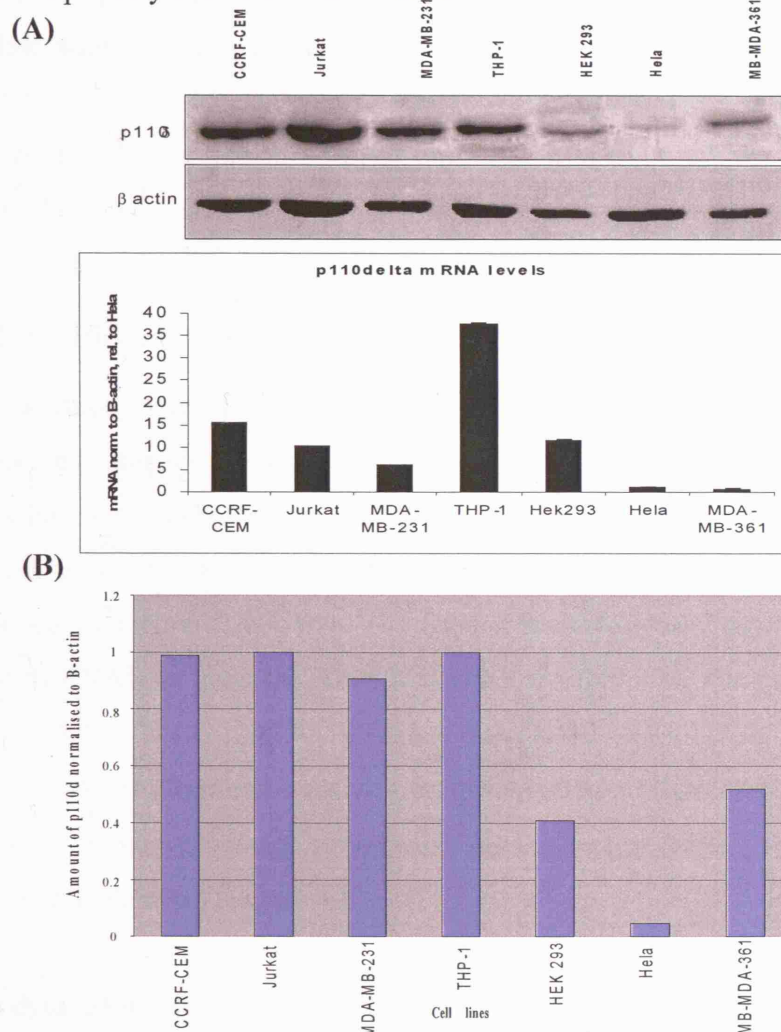 (A)
CCRF-CEM
Jurkat
MDA-MB-231
THP-1
HEK 293
Hela
MB-MDA-361
p110δ
β actin
p110delta mRNA levels
mRNA norm. to B-actin, rel. to Hela
40
35
30
25
20
15
10
5
0
CCRF-CEM
Jurkat
MDA-MB-231
THP-1
Hek293
Hela
MDA-MB-361
(B)
Amount of p110d normalised to B-actin
1.2
1
0.8
0.6
0.4
0.2
0
CCRF-CEM
Jurkat
MDA-MB-231
THP-1
HEK 293
Hela
MB-MDA-361
Cell lines